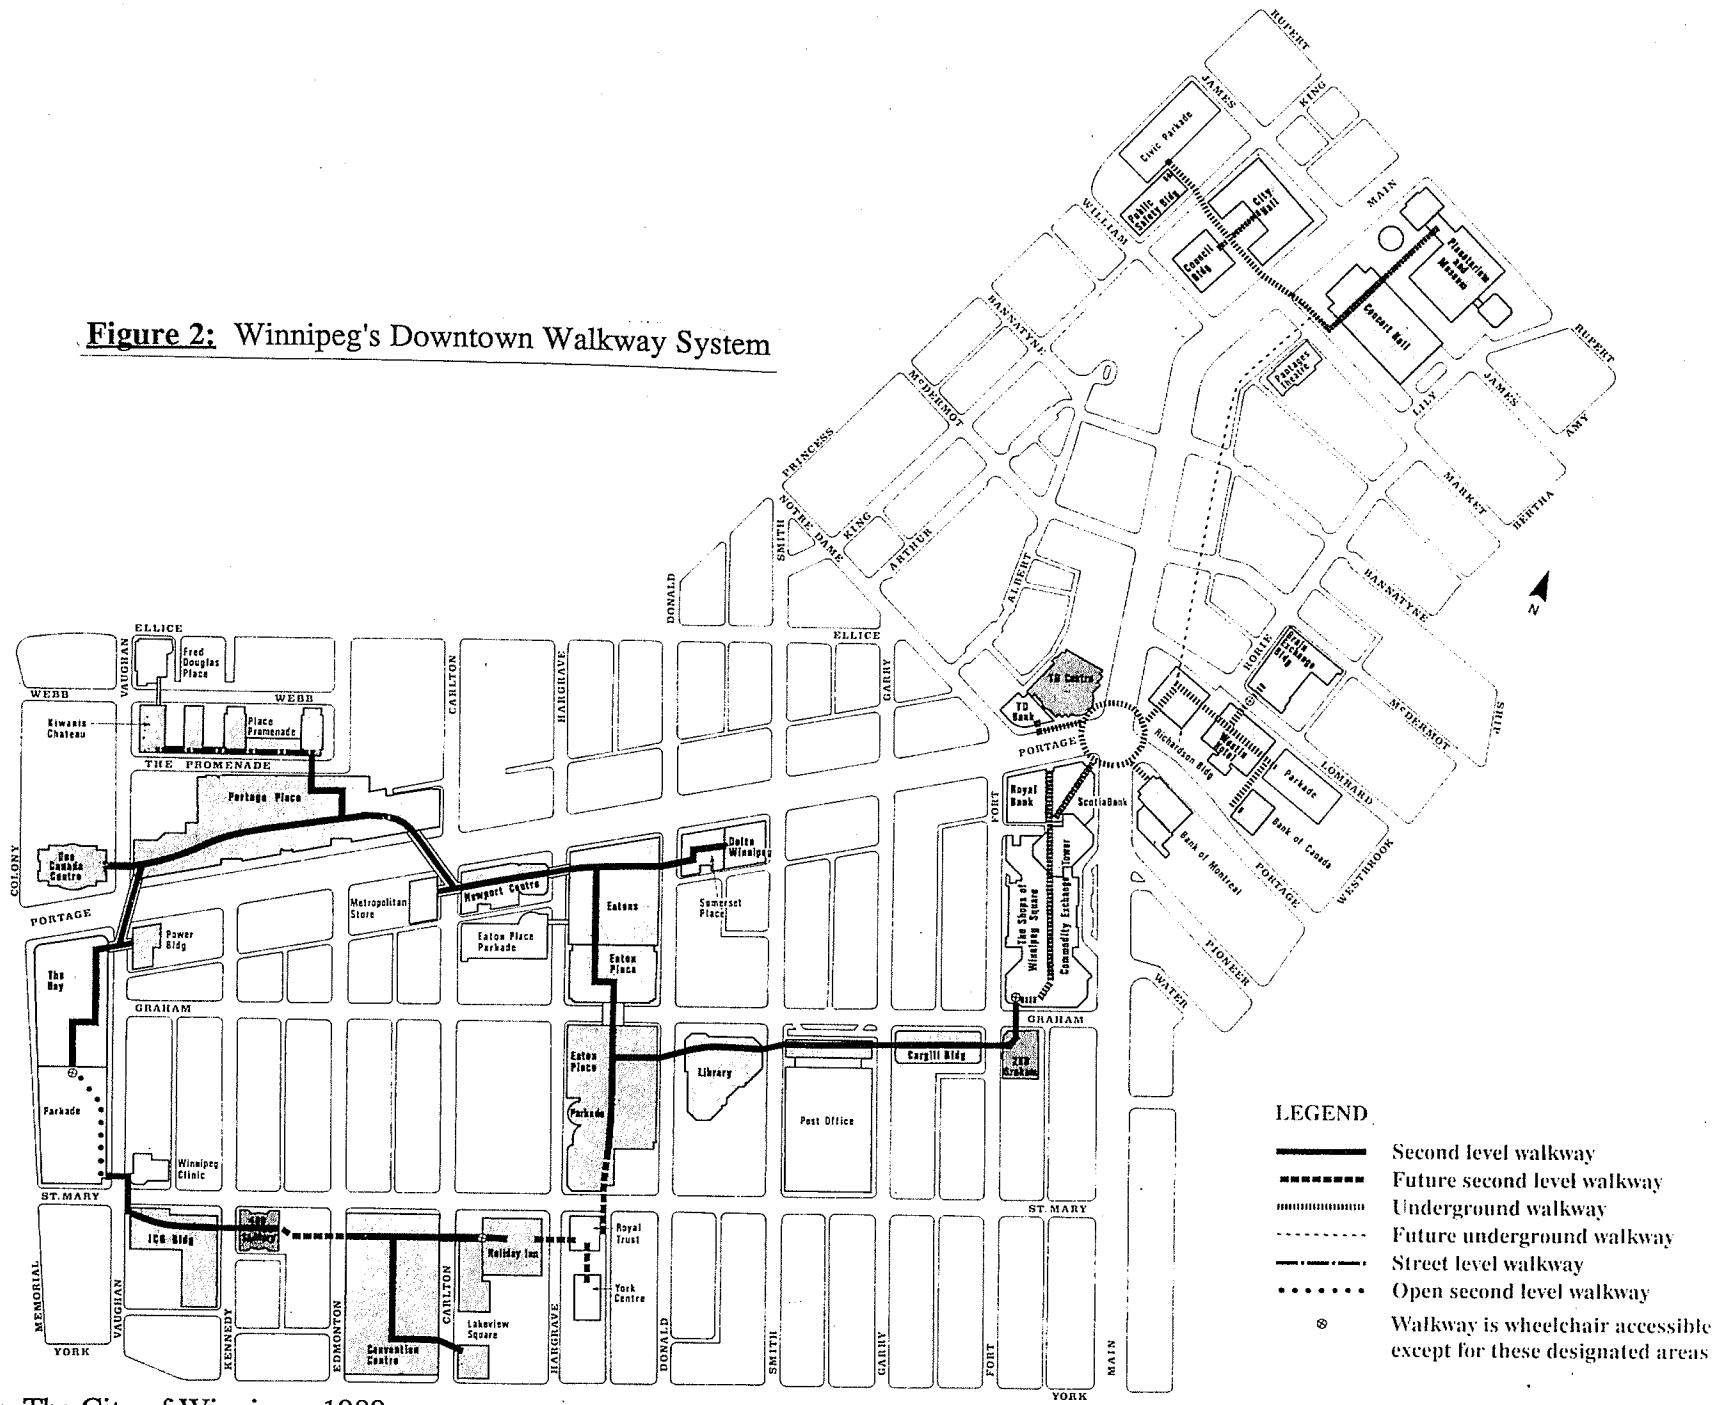 Figure 2: Winnipeg's Downtown Walkway System
RUPERT
JAMES
KING
Civic Parkade
Public
Safety Bldg
City
Hall
Council
Bldg
WILLIAM
MAIN
Planetarium
and
Museum
Concert Hall
Pantages
Theatre
BANNATYNE
McDERMOT
PRINCESS
NOTRE DAME
SMITH
KING
ARTHUR
ALBERT
LILY
RUPERT
JAMES
AMY
MARKET
BERTHA
BANNATYNE
McDERMOT
SHIP
LOMBARD
WESTBROOK
RORIE
Grain
Exchange
Bldg
N
DONALD
ELLICE
GARRY
TD Centre
TD
Bank
PORTAGE
Richardson Bldg
Westin
Hotel
Parkade
Bank of Canada
Bank of Montreal
PORTAGE
PIONEER
WATER
Royal
Bank
ScotiaBank
FORT
The Shops of
Winnipeg Square
Commodity Exchange Tower
GRAHAM
ELLICE
VAUGHAN
Fred
Douglas
Place
WEBB
WEBB
Kiwanis
Chateau
Place
Promenade
THE PROMENADE
CARLTON
HARGRAVE
Portage Place
One
Canada
Centre
COLONY
PORTAGE
Metropolitan
Store
Newport Centre
Eatons
Delta
Winnipeg
Somerset
Place
Power
Bldg
Eaton Place
Parkade
Eaton
Place
The
Bay
GRAHAM
Eaton
Place
Parkade
Library
Post Office
Cargill Bldg
200
Graham
Parkade
Winnipeg
Clinic
ST. MARY
ST. MARY
ICG Bldg
Holiday Inn
Royal
Trust
York
Centre
Lakeview
Square
Convention
Centre
MEMORIAL
VAUGHAN
KENNEDY
EDMONTON
CARLTON
HARGRAVE
DONALD
SMITH
GARRY
FORT
MAIN
YORK
YORK
LEGEND
Second level walkway
Future second level walkway
Underground walkway
Future underground walkway
Street level walkway
Open second level walkway
Walkway is wheelchair accessible
except for these designated areas